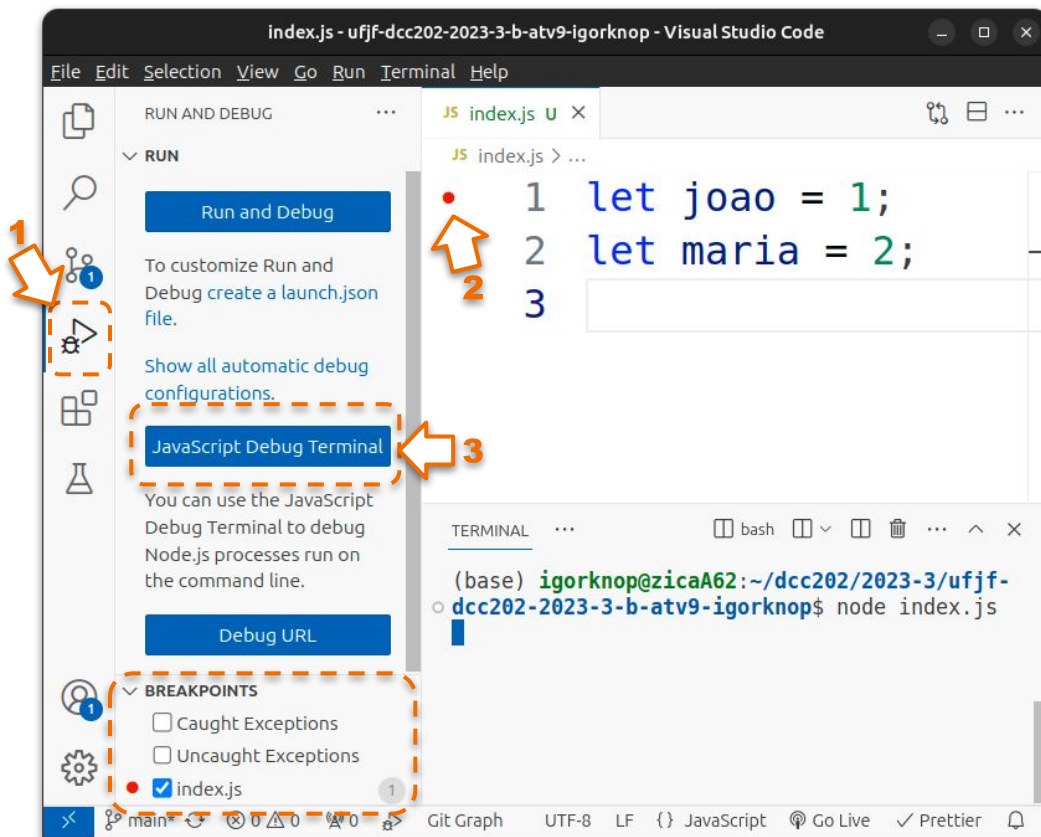 index.js - ufjf-dcc202-2023-3-b-atv9-igorknop - Visual Studio Code
File Edit Selection View Go Run Terminal Help
RUN AND DEBUG ...
RUN
Run and Debug
To customize Run and
Debug create a launch.json
file.
Show all automatic debug
configurations.
JavaScript Debug Terminal
You can use the JavaScript
Debug Terminal to debug
Node.js processes run on
the command line.
Debug URL
BREAKPOINTS
Caught Exceptions
Uncaught Exceptions
index.js 1
1
1
1
2
3
JS index.js U
JS index.js > ...
1 let joao = 1;
2 let maria = 2;
3
TERMINAL ... bash
(base) igorknop@zicaA62:~/dcc202/2023-3/ufjf-
dcc202-2023-3-b-atv9-igorknop$ node index.js
main* 0 0 0 Git Graph UTF-8 LF {} JavaScript Go Live Prettier